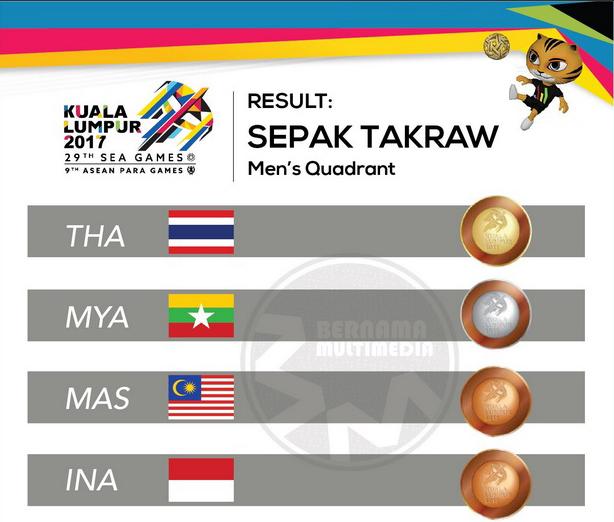 KUALA
LUMPUR
2017
29TH SEA GAMES
9TH ASEAN PARA GAMES
RESULT:
SEPAK TAKRAW
Men's Quadrant
THA
MYA
BERNAMA
MULTIMEDIA
MAS
INA